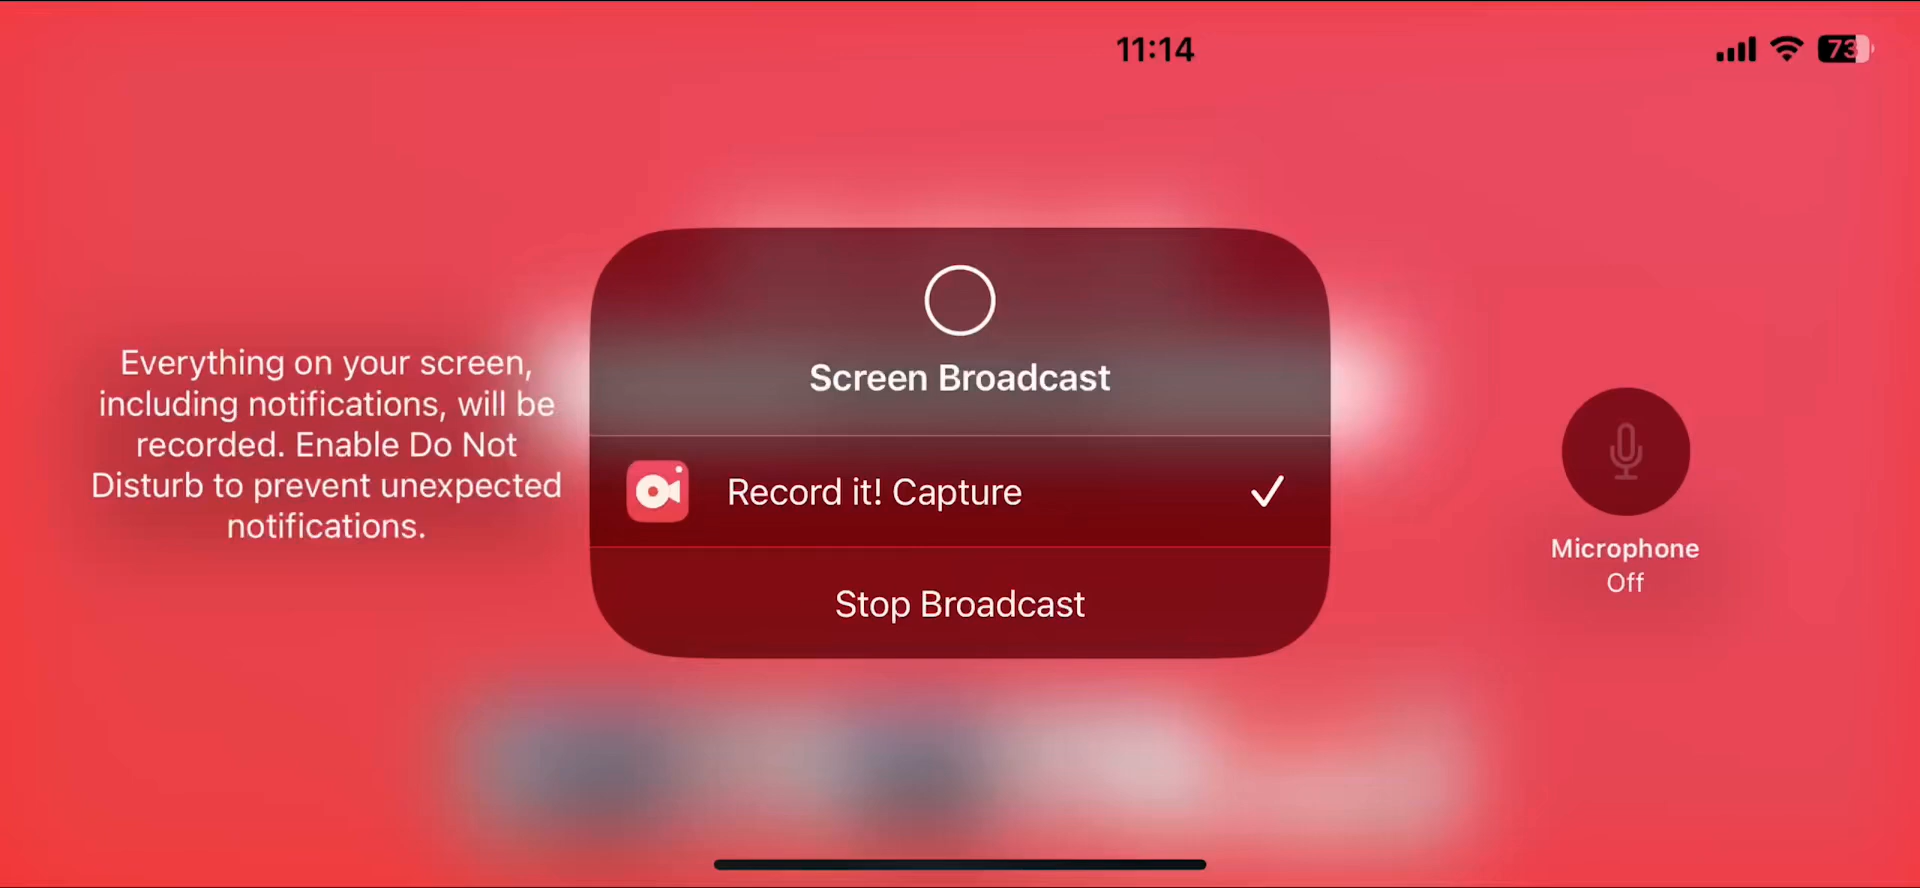 11:14
73
Everything on your screen,
including notifications, will be
recorded. Enable Do Not
Disturb to prevent unexpected
notifications.
Screen Broadcast
Record it! Capture
Stop Broadcast
Microphone
Off